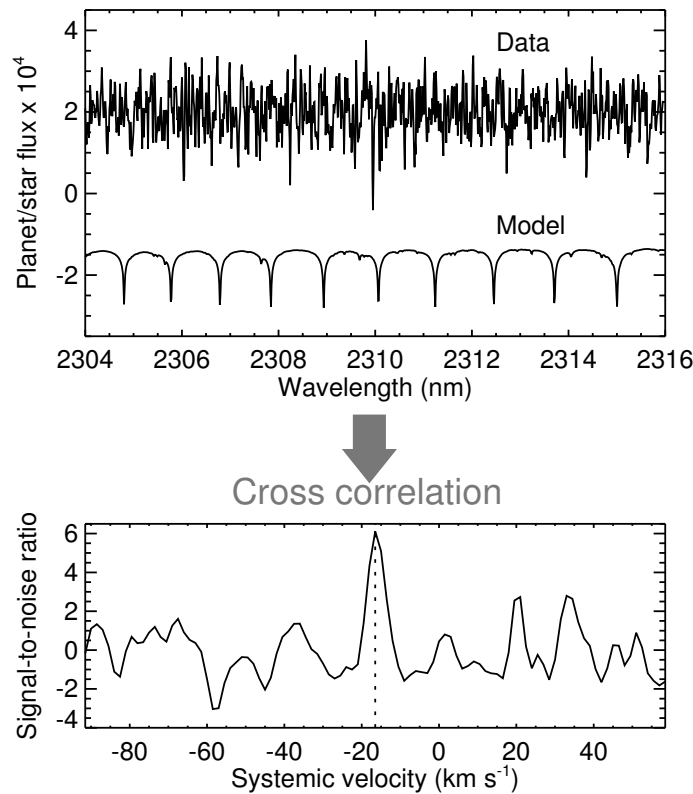 Planet/star flux x 10⁴
4
2
0
-2
Data
Model
2304 2306 2308 2310 2312 2314 2316
Wavelength (nm)
Cross correlation
Signal-to-noise ratio
6
4
2
0
-2
-4
-80 -60 -40 -20 0 20 40
Systemic velocity (km s⁻¹)